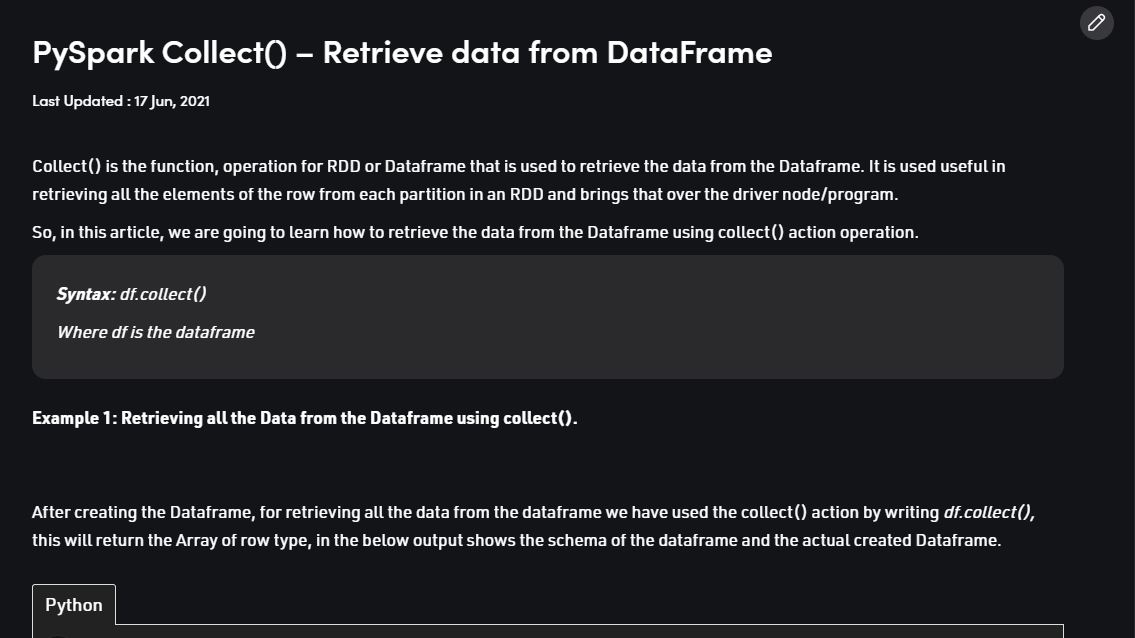 PySpark Collect() – Retrieve data from DataFrame
Last Updated : 17 Jun, 2021
Collect() is the function, operation for RDD or Dataframe that is used to retrieve the data from the Dataframe. It is used useful in
retrieving all the elements of the row from each partition in an RDD and brings that over the driver node/program.
So, in this article, we are going to learn how to retrieve the data from the Dataframe using collect() action operation.
Syntax: df.collect()
Where df is the dataframe
Example 1: Retrieving all the Data from the Dataframe using collect().
After creating the Dataframe, for retrieving all the data from the dataframe we have used the collect() action by writing df.collect(),
this will return the Array of row type, in the below output shows the schema of the dataframe and the actual created Dataframe.
Python